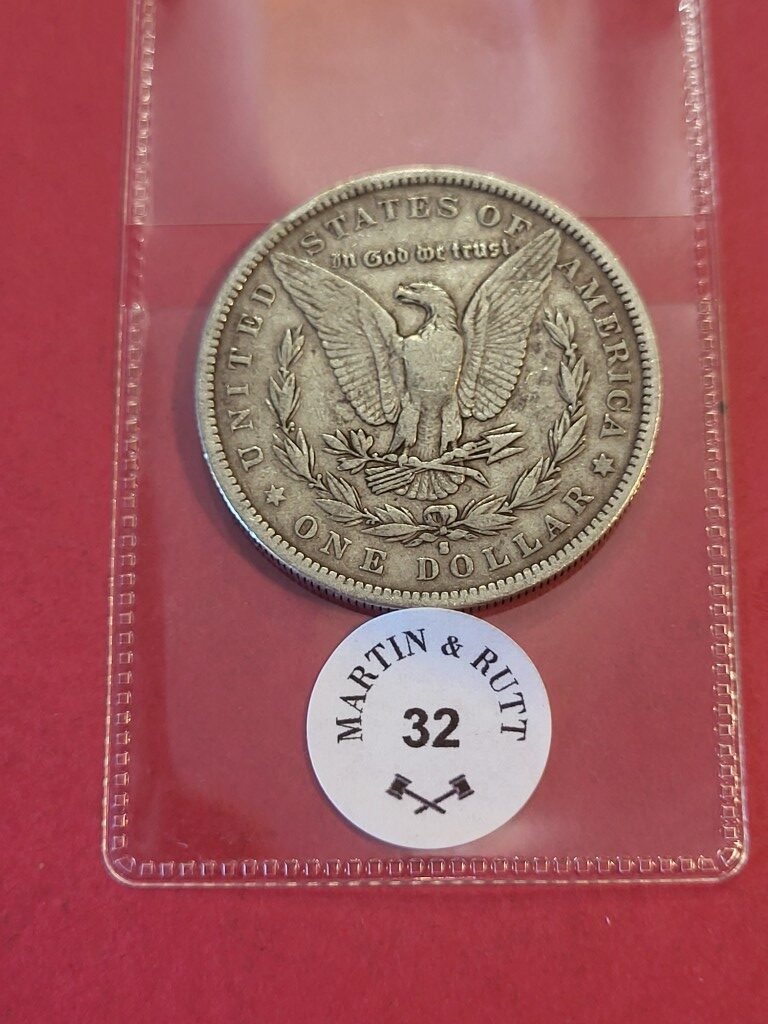 UNITED STATES OF AMERICA
In God we trust
S
ONE DOLLAR
MARTIN & RUTT
32